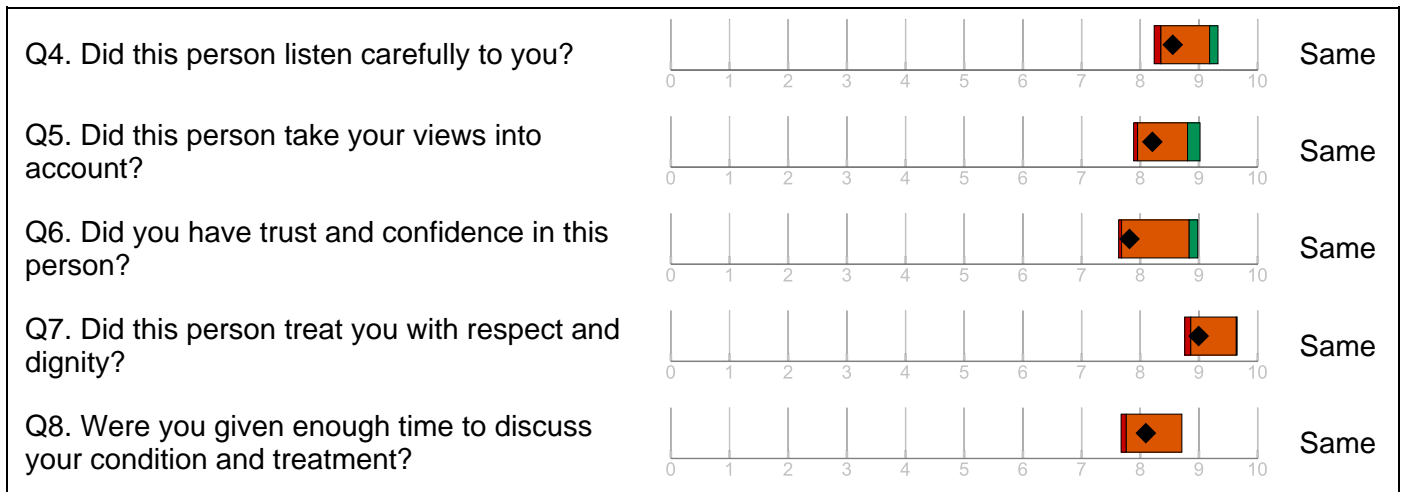 Q4. Did this person listen carefully to you?
Same
0 1 2 3 4 5 6 7 8 9 10
Q5. Did this person take your views into
account?
Same
0 1 2 3 4 5 6 7 8 9 10
Q6. Did you have trust and confidence in this
person?
Same
0 1 2 3 4 5 6 7 8 9 10
Q7. Did this person treat you with respect and
dignity?
Same
0 1 2 3 4 5 6 7 8 9 10
Q8. Were you given enough time to discuss
your condition and treatment?
Same
0 1 2 3 4 5 6 7 8 9 10